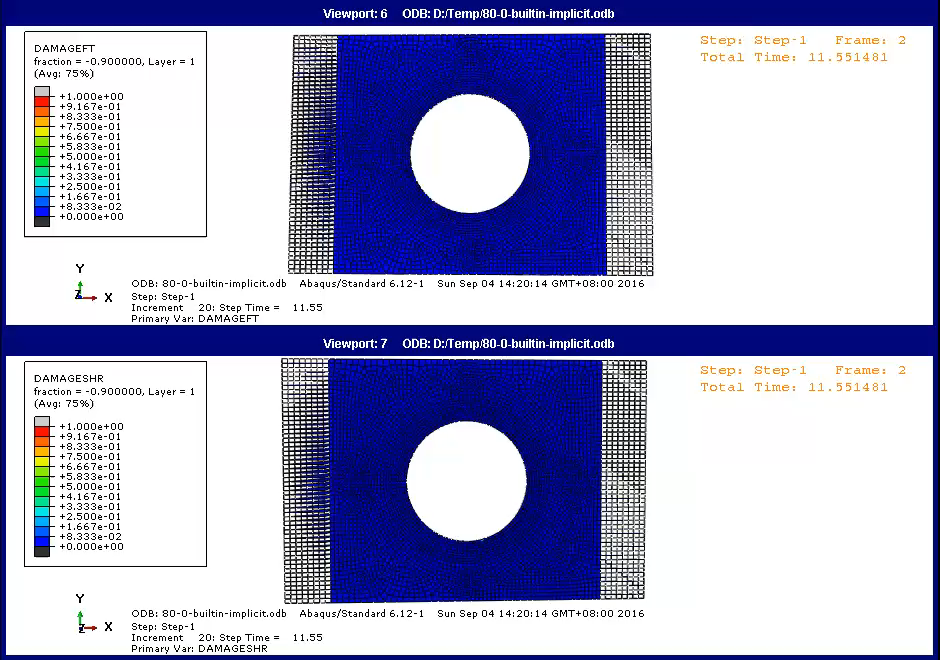 Viewport: 6 ODB: D:/Temp/80-0-builtin-implicit.odb
DAMAGEFT
fraction = -0.900000, Layer = 1
(Avg: 75%)
+1.000e+00
+9.167e-01
+8.333e-01
+7.500e-01
+6.667e-01
+5.833e-01
+5.000e-01
+4.167e-01
+3.333e-01
+2.500e-01
+1.667e-01
+8.333e-02
+0.000e+00
Step: Step-1 Frame: 2
Total Time: 11.551481
Y
Z X
ODB: 80-0-builtin-implicit.odb Abaqus/Standard 6.12-1 Sun Sep 04 14:20:14 GMT+08:00 2016
Step: Step-1
Increment 20: Step Time = 11.55
Primary Var: DAMAGEFT
Viewport: 7 ODB: D:/Temp/80-0-builtin-implicit.odb
DAMAGESHR
fraction = -0.900000, Layer = 1
(Avg: 75%)
+1.000e+00
+9.167e-01
+8.333e-01
+7.500e-01
+6.667e-01
+5.833e-01
+5.000e-01
+4.167e-01
+3.333e-01
+2.500e-01
+1.667e-01
+8.333e-02
+0.000e+00
Step: Step-1 Frame: 2
Total Time: 11.551481
Y
Z X
ODB: 80-0-builtin-implicit.odb Abaqus/Standard 6.12-1 Sun Sep 04 14:20:14 GMT+08:00 2016
Step: Step-1
Increment 20: Step Time = 11.55
Primary Var: DAMAGESHR